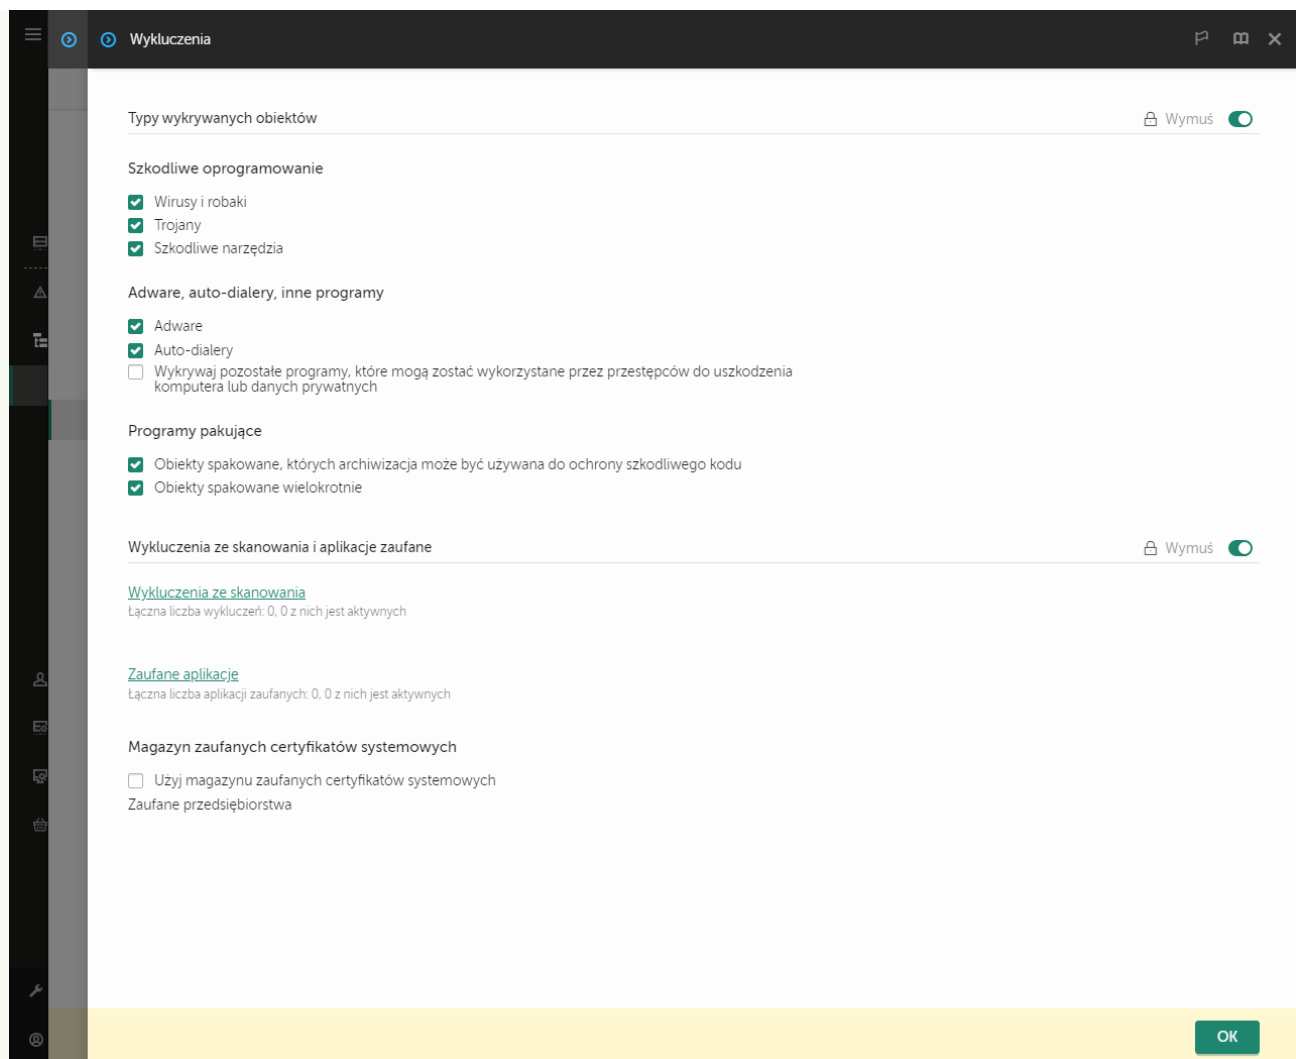 Wykluczenia
Typy wykrywanych obiektów
Wymuś
Szkodliwe oprogramowanie
Wirusy i robaki
Trojany
Szkodliwe narzędzia
Adware, auto-dialery, inne programy
Adware
Auto-dialery
Wykrywaj pozostałe programy, które mogą zostać wykorzystane przez przestępców do uszkodzenia
komputera lub danych prywatnych
Programy pakujące
Obiekty spakowane, których archiwizacja może być używana do ochrony szkodliwego kodu
Obiekty spakowane wielokrotnie
Wykluczenia ze skanowania i aplikacje zaufane
Wymuś
Wykluczenia ze skanowania
Łączna liczba wykluczeń: 0, 0 z nich jest aktywnych
Zaufane aplikacje
Łączna liczba aplikacji zaufanych: 0, 0 z nich jest aktywnych
Magazyn zaufanych certyfikatów systemowych
Użyj magazynu zaufanych certyfikatów systemowych
Zaufane przedsiębiorstwa
OK